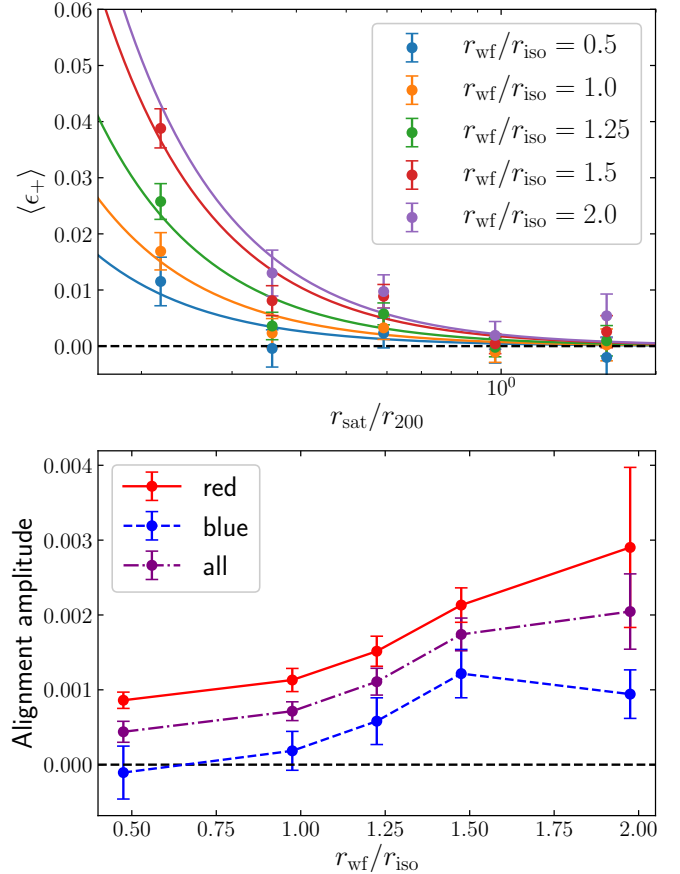 0.06
0.05
0.04
0.03
0.02
0.01
0.00
⟨ϵ₊⟩
r_wf/r_iso = 0.5
r_wf/r_iso = 1.0
r_wf/r_iso = 1.25
r_wf/r_iso = 1.5
r_wf/r_iso = 2.0
10⁰
r_sat/r_200
0.004
0.003
0.002
0.001
0.000
Alignment amplitude
red
blue
all
0.50 0.75 1.00 1.25 1.50 1.75 2.00
r_wf/r_iso